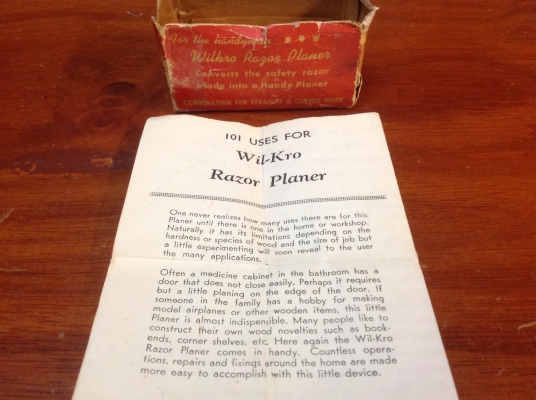 For the handyman
Wilkro Razor Planer
Converts the safety razor
blade into a Handy Planer
COMBINATION FOR STRAIGHT & CURVED WORK
101 USES FOR
Wil-Kro
Razor Planer
One never realizes how many uses there are for this
Planer until there is one in the home or workshop.
Naturally it has its limitations depending on the
hardness or species of wood and the size of job but
a little experimenting will soon reveal to the user
the many applications.
Often a medicine cabinet in the bathroom has a
door that does not close easily. Perhaps it requires
but a little planing on the edge of the door. If
someone in the family has a hobby for making
model airplanes or other wooden items, this little
Planer is almost indispensible. Many people like to
construct their own wood novelties such as book-
ends, corner shelves, etc. Here again the Wil-Kro
Razor Planer comes in handy. Countless opera-
tions, repairs and fixings around the home are made
more easy to accomplish with this little device.